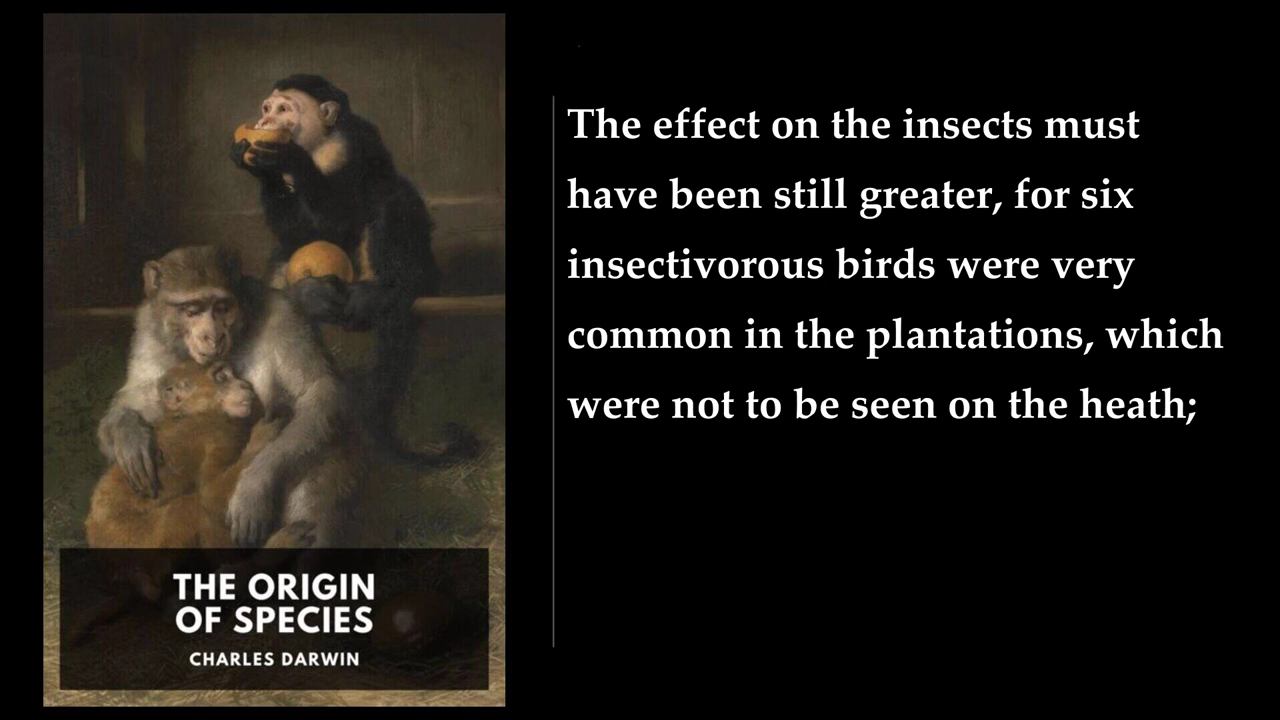 The effect on the insects must
have been still greater, for six
insectivorous birds were very
common in the plantations, which
were not to be seen on the heath;
THE ORIGIN
OF SPECIES
CHARLES DARWIN